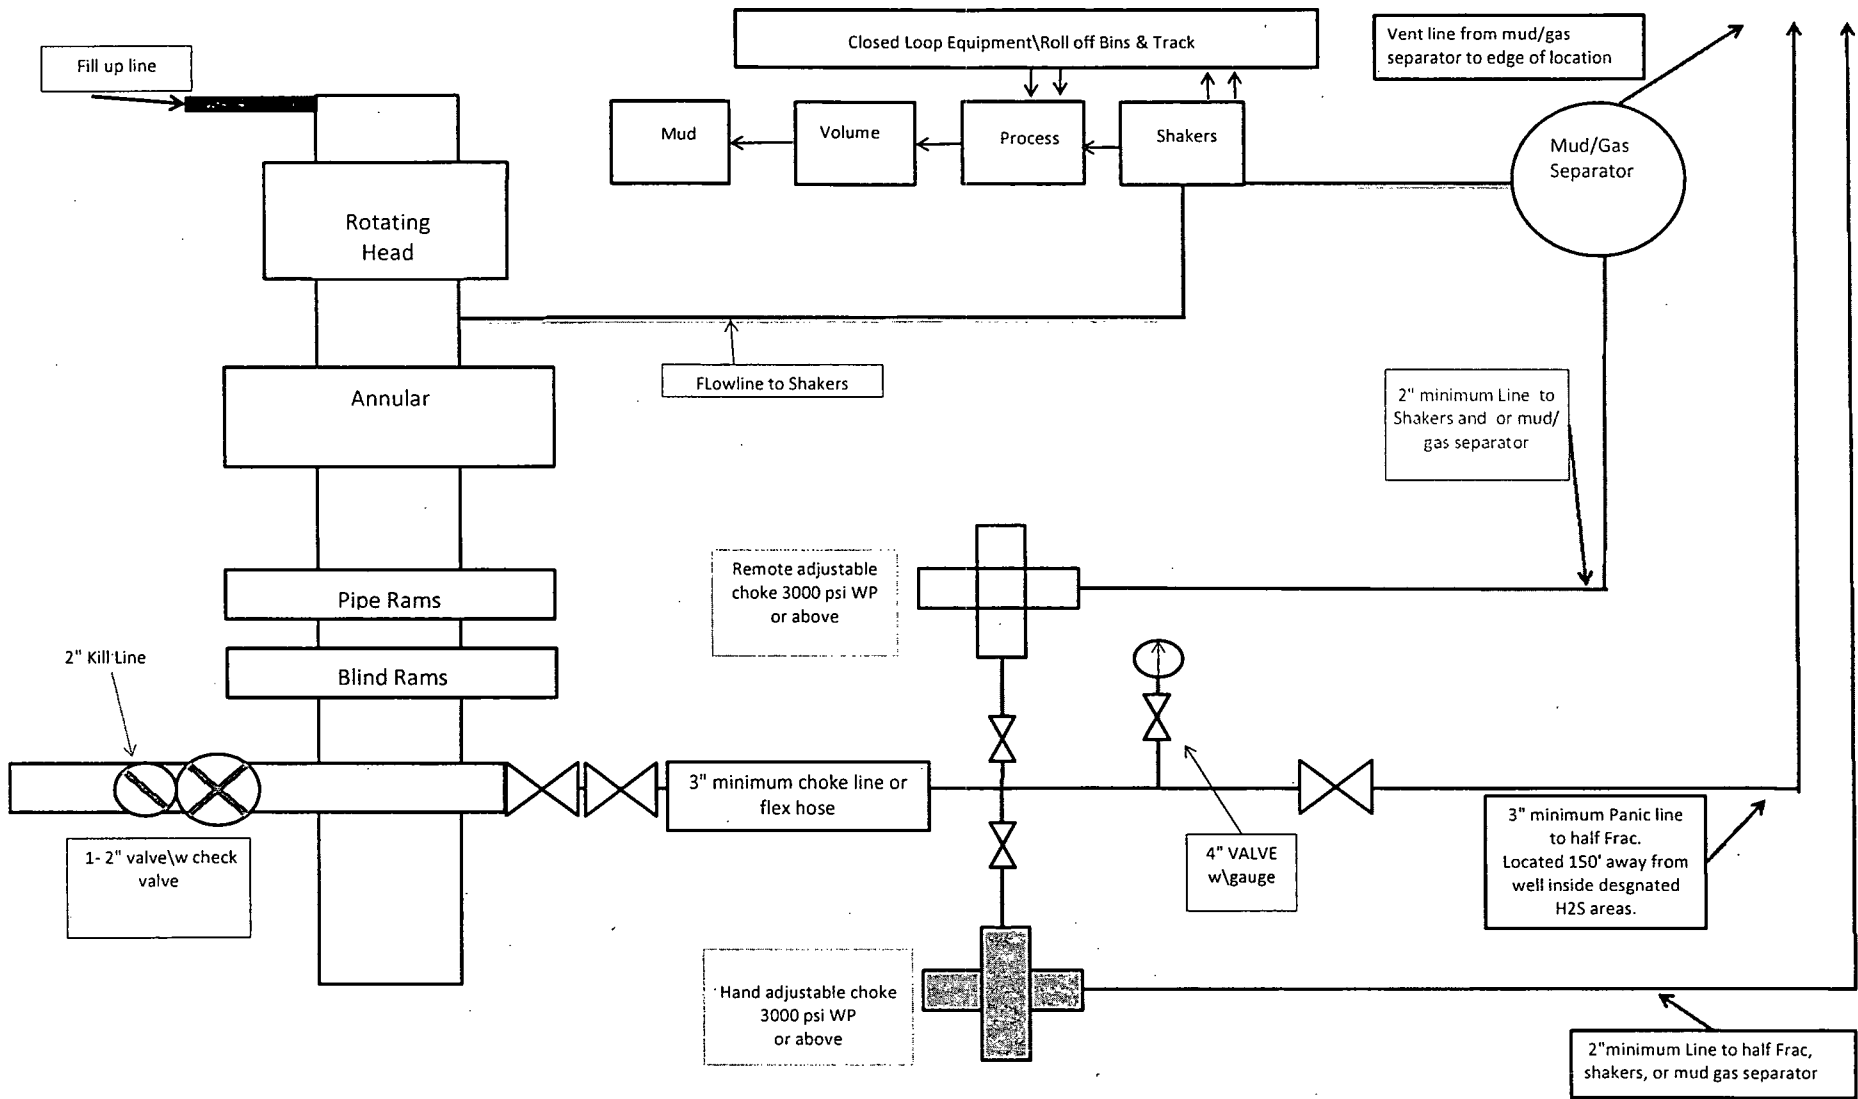 Closed Loop Equipment\Roll off Bins & Track
Vent line from mud/gas
separator to edge of location
Fill up line
Mud
Volume
Process
Shakers
Mud/Gas
Separator
Rotating
Head
FLowline to Shakers
Annular
2" minimum Line to
Shakers and or mud/
gas separator
Remote adjustable
choke 3000 psi WP
or above
Pipe Rams
2" Kill Line
Blind Rams
3" minimum choke line or
flex hose
1- 2" valve\w check
valve
4" VALVE
w\gauge
3" minimum Panic line
to half Frac.
Located 150' away from
well inside desgnated
H2S areas.
Hand adjustable choke
3000 psi WP
or above
2"minimum Line to half Frac,
shakers, or mud gas separator